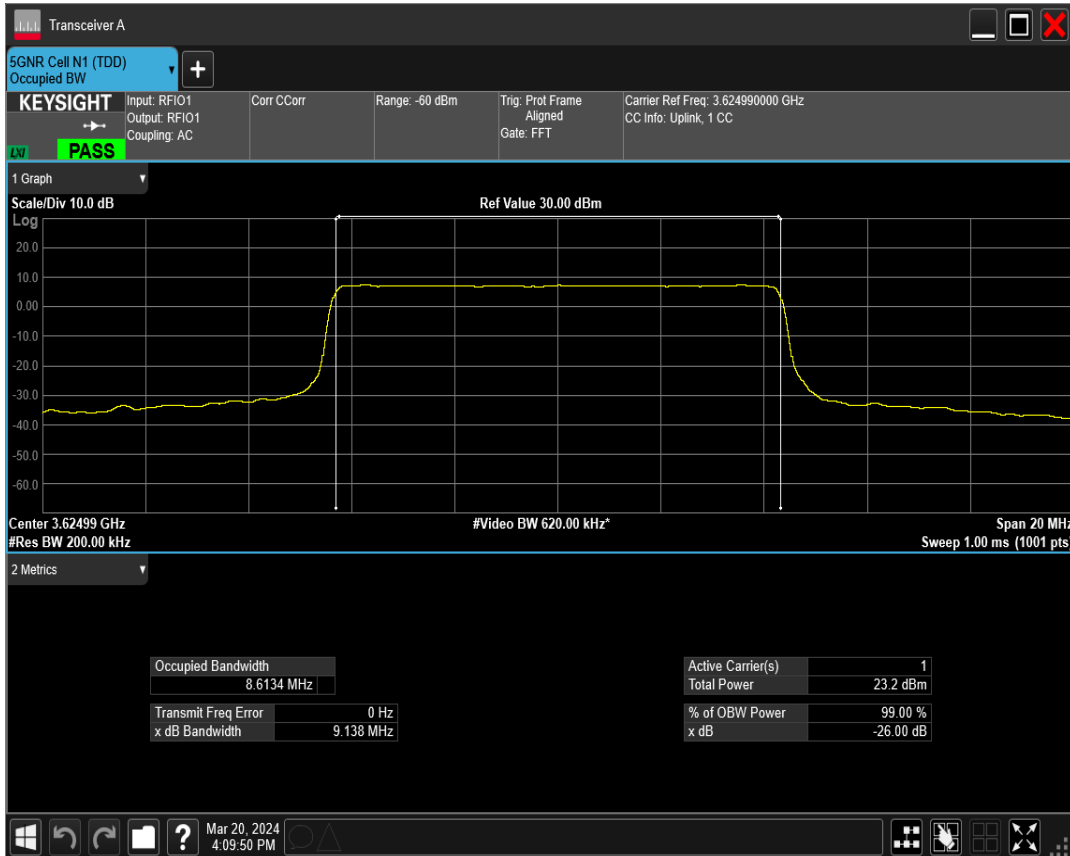 Transceiver A
5GNR Cell N1 (TDD)
Occupied BW
KEYSIGHT
LXI
PASS
Input: RFIO1
Output: RFIO1
Coupling: AC
Corr CCorr
Range: -60 dBm
Trig: Prot Frame
Aligned
Gate: FFT
Carrier Ref Freq: 3.624990000 GHz
CC Info: Uplink, 1 CC
1 Graph
Scale/Div 10.0 dB
Ref Value 30.00 dBm
Log
20.0
10.0
0.00
-10.0
-20.0
-30.0
-40.0
-50.0
-60.0
Center 3.62499 GHz
#Video BW 620.00 kHz*
Span 20 MHz
#Res BW 200.00 kHz
Sweep 1.00 ms (1001 pts)
2 Metrics
Occupied Bandwidth
8.6134 MHz
Transmit Freq Error 0 Hz
x dB Bandwidth 9.138 MHz
Active Carrier(s) 1
Total Power 23.2 dBm
% of OBW Power 99.00 %
x dB -26.00 dB
?
Mar 20, 2024
4:09:50 PM